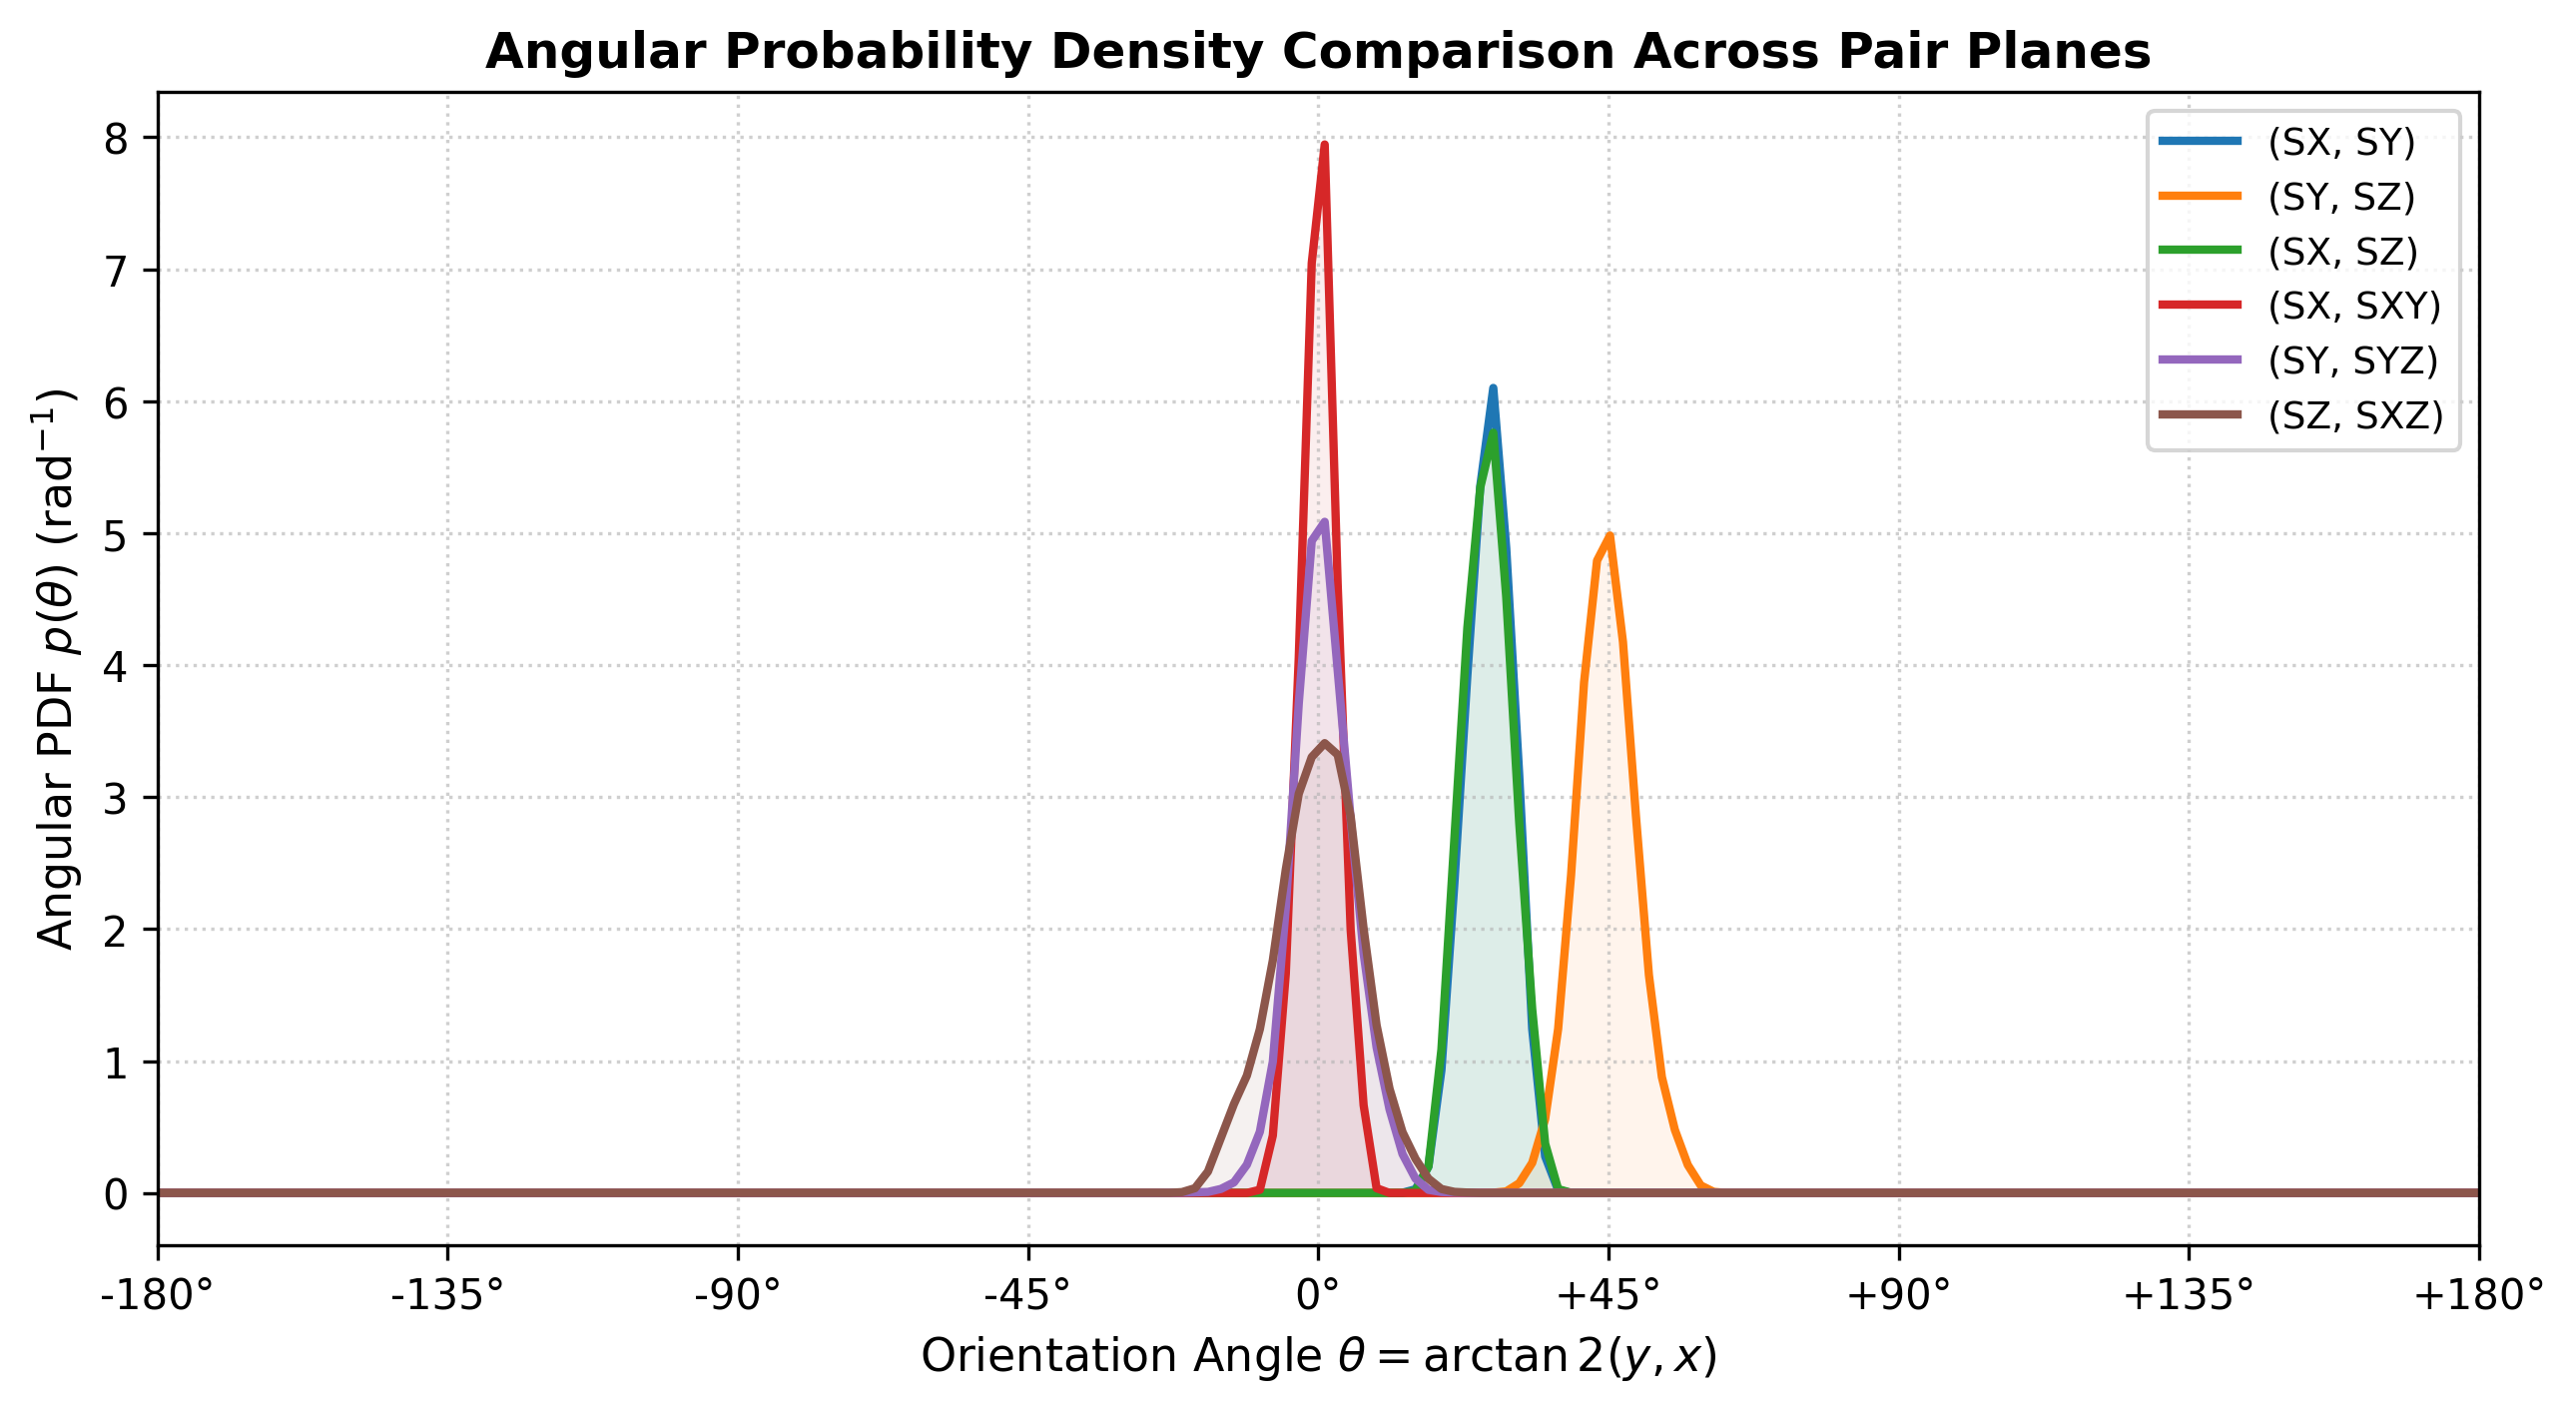 Angular Probability Density Comparison Across Pair Planes
Angular PDF p(θ) (rad⁻¹)
8
7
6
5
4
3
2
1
0
(SX, SY)
(SY, SZ)
(SX, SZ)
(SX, SXY)
(SY, SYZ)
(SZ, SXZ)
-180° -135° -90° -45° 0° +45° +90° +135° +180°
Orientation Angle θ = arctan 2(y, x)